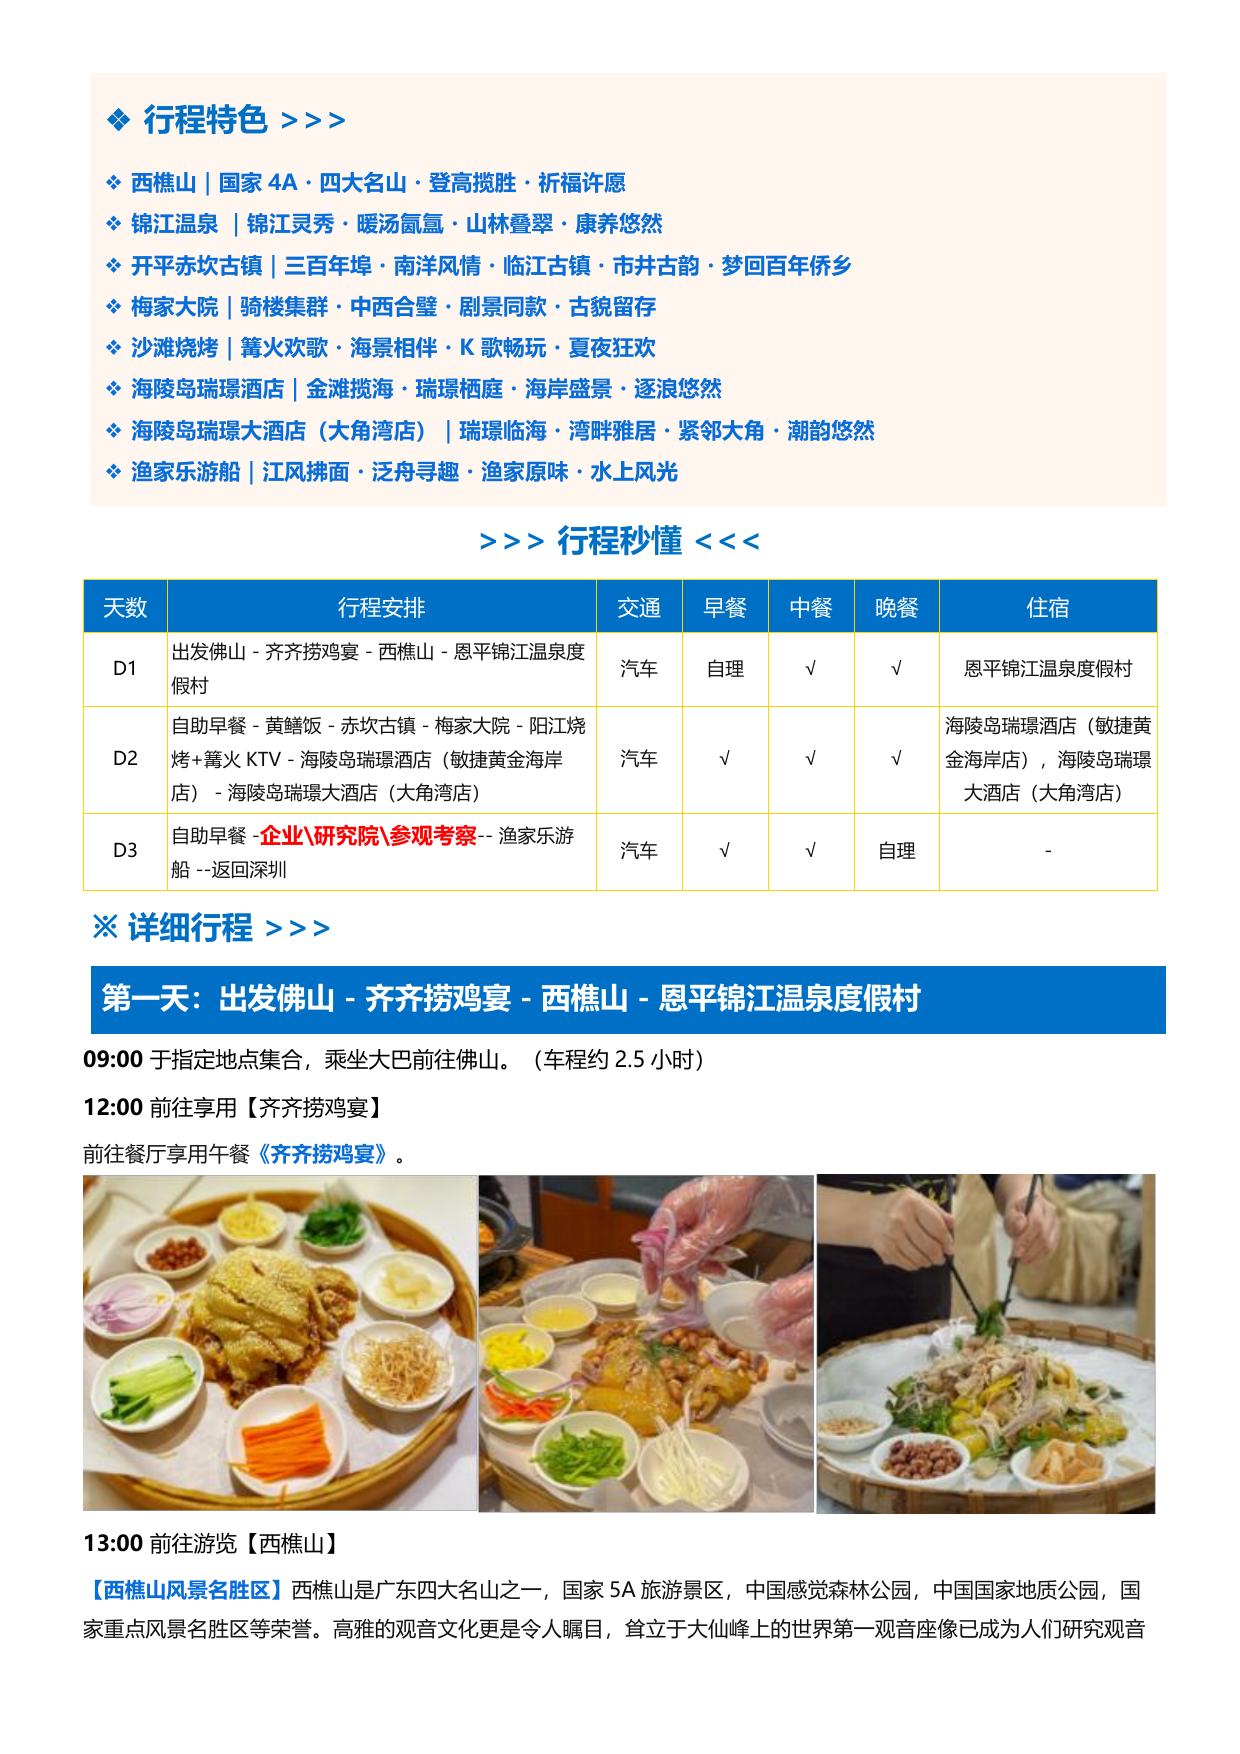 ❖ 行程特色 >>>
❖ 西樵山｜国家 4A · 四大名山 · 登高揽胜 · 祈福许愿
❖ 锦江温泉 ｜锦江灵秀 · 暖汤氤氲 · 山林叠翠 · 康养悠然
❖ 开平赤坎古镇｜三百年埠 · 南洋风情 · 临江古镇 · 市井古韵 · 梦回百年侨乡
❖ 梅家大院｜骑楼集群 · 中西合璧 · 剧景同款 · 古貌留存
❖ 沙滩烧烤｜篝火欢歌 · 海景相伴 · K 歌畅玩 · 夏夜狂欢
❖ 海陵岛瑞璟酒店｜金滩揽海 · 瑞璟栖庭 · 海岸盛景 · 逐浪悠然
❖ 海陵岛瑞璟大酒店（大角湾店）｜瑞璟临海 · 湾畔雅居 · 紧邻大角 · 潮韵悠然
❖ 渔家乐游船｜江风拂面 · 泛舟寻趣 · 渔家原味 · 水上风光
>>> 行程秒懂 <<<
天数 行程安排 交通 早餐 中餐 晚餐 住宿
D1 出发佛山 - 齐齐捞鸡宴 - 西樵山 - 恩平锦江温泉度
假村 汽车 自理 √ √ 恩平锦江温泉度假村
D2 自助早餐 - 黄鳝饭 - 赤坎古镇 - 梅家大院 - 阳江烧
烤+篝火 KTV - 海陵岛瑞璟酒店（敏捷黄金海岸
店） - 海陵岛瑞璟大酒店（大角湾店） 汽车 √ √ √ 海陵岛瑞璟酒店（敏捷黄
金海岸店），海陵岛瑞璟
大酒店（大角湾店）
D3 自助早餐 -企业\研究院\参观考察-- 渔家乐游
船 --返回深圳 汽车 √ √ 自理 -
※ 详细行程 >>>
第一天：出发佛山 - 齐齐捞鸡宴 - 西樵山 - 恩平锦江温泉度假村
09:00 于指定地点集合，乘坐大巴前往佛山。（车程约 2.5 小时）
12:00 前往享用【齐齐捞鸡宴】
前往餐厅享用午餐《齐齐捞鸡宴》。
13:00 前往游览【西樵山】
【西樵山风景名胜区】西樵山是广东四大名山之一，国家 5A 旅游景区，中国感觉森林公园，中国国家地质公园，国
家重点风景名胜区等荣誉。高雅的观音文化更是令人瞩目，耸立于大仙峰上的世界第一观音座像已成为人们研究观音